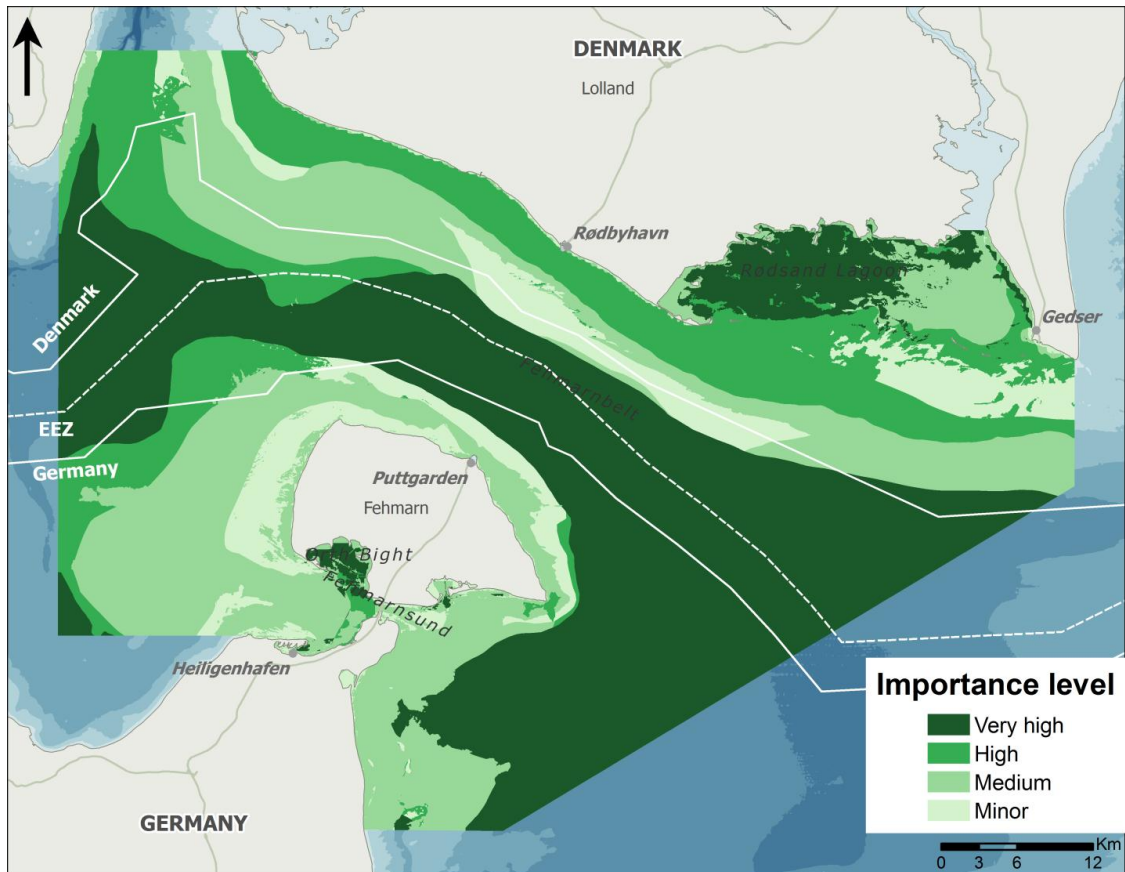 DENMARK
Lolland
Rødbyhavn
Rødsand Lagoon
Gedser
Denmark
EEZ
Germany
Fehmarnbelt
Puttgarden
Fehmarn
Bight
Fehmarnsund
Heiligenhafen
GERMANY
Importance level
Very high
High
Medium
Minor
Km
0 3 6 12